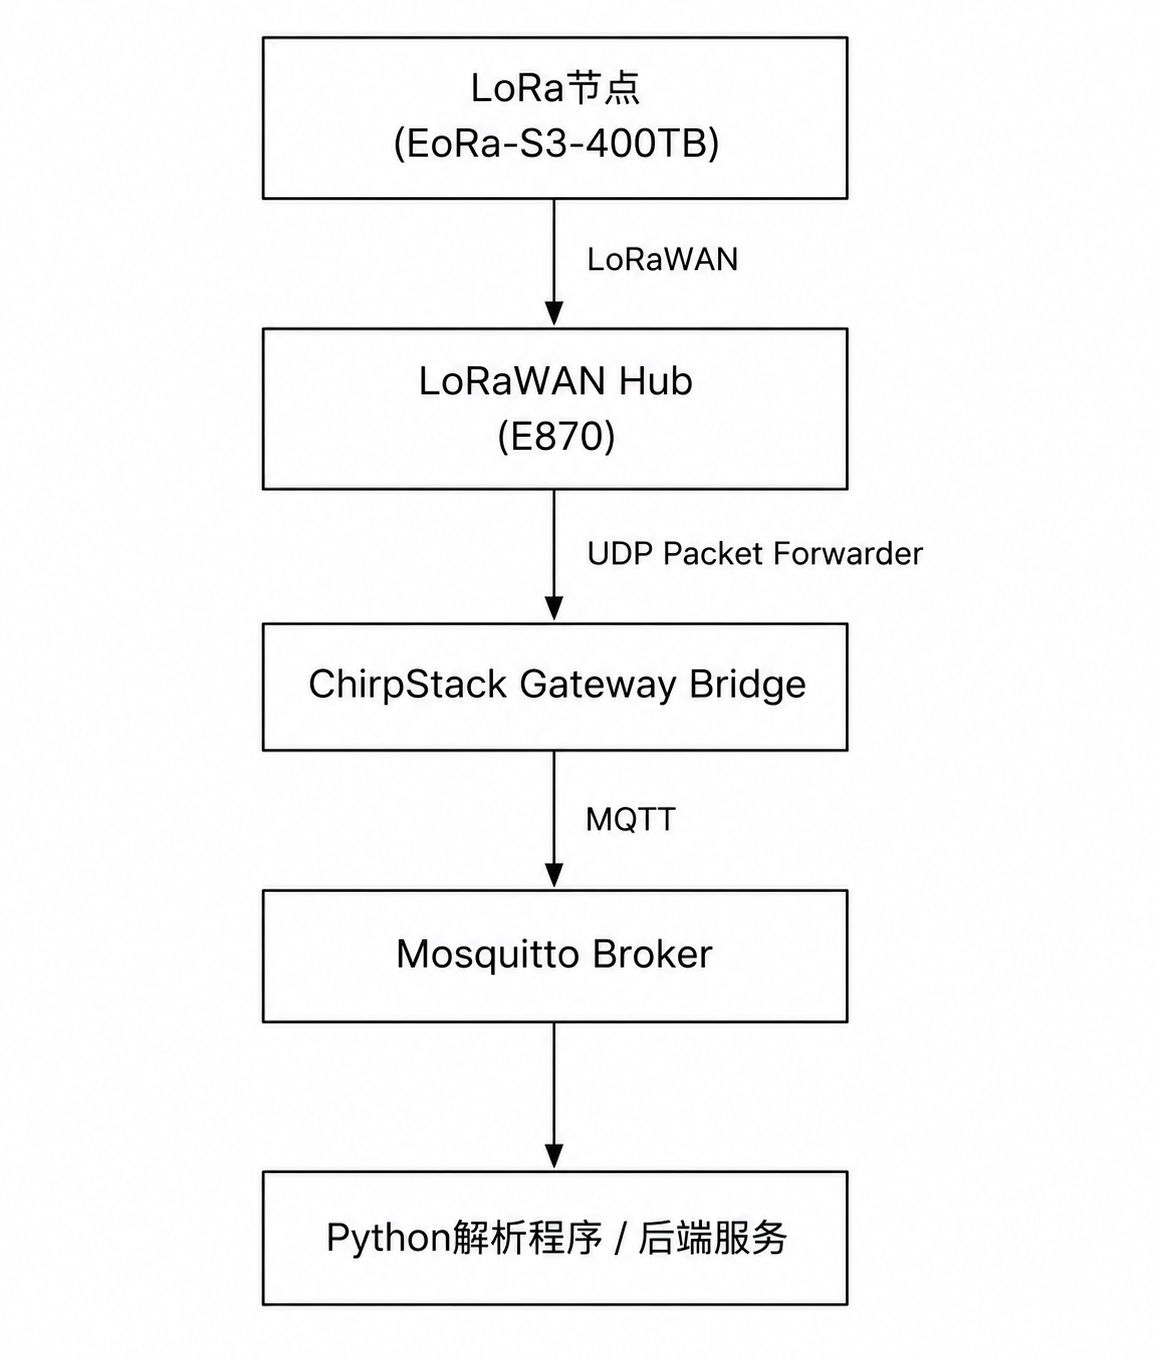 LoRa节点
(EoRa-S3-400TB)
LoRaWAN
LoRaWAN Hub
(E870)
UDP Packet Forwarder
ChirpStack Gateway Bridge
MQTT
Mosquitto Broker
Python解析程序 / 后端服务